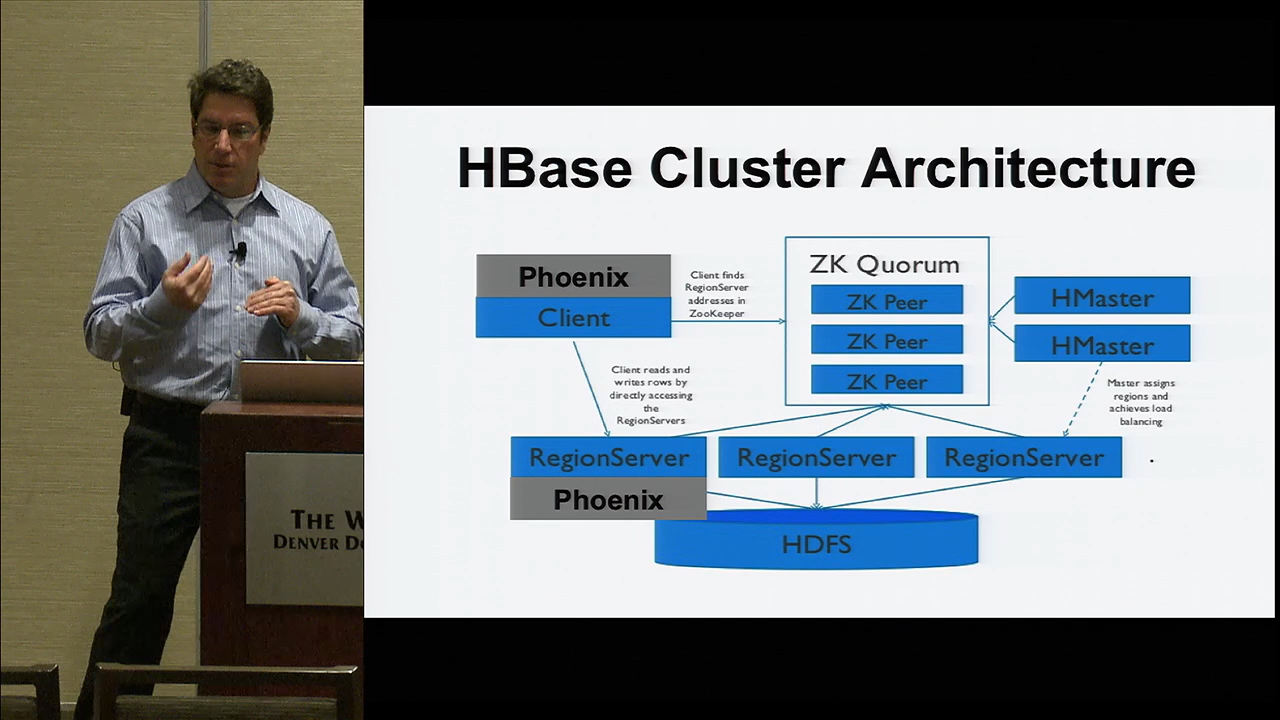 HBase Cluster Architecture
Phoenix
Client
Client finds
RegionServer
addresses in
ZooKeeper
ZK Quorum
ZK Peer
ZK Peer
ZK Peer
HMaster
HMaster
Client reads and
writes rows by
directly accessing
the
RegionServers
Master assigns
regions and
achieves load
balancing
RegionServer
RegionServer
RegionServer
.
Phoenix
HDFS
THE W
DENVER D